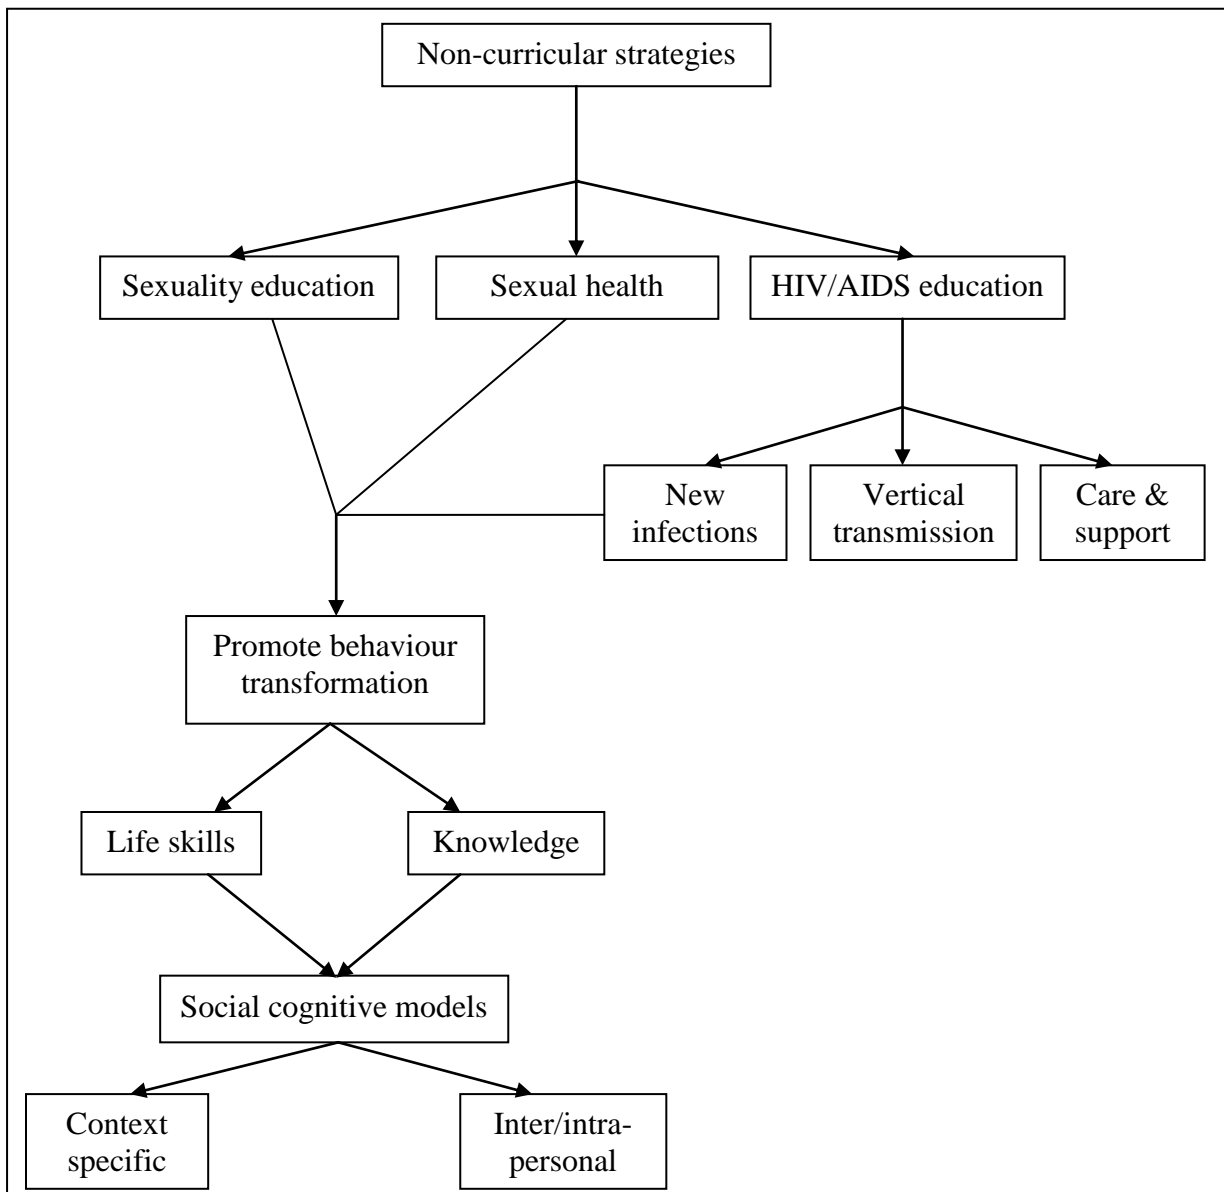 Non-curricular strategies
Sexuality education
Sexual health
HIV/AIDS education
New
infections
Vertical
transmission
Care &
support
Promote behaviour
transformation
Life skills
Knowledge
Social cognitive models
Context
specific
Inter/intra-
personal